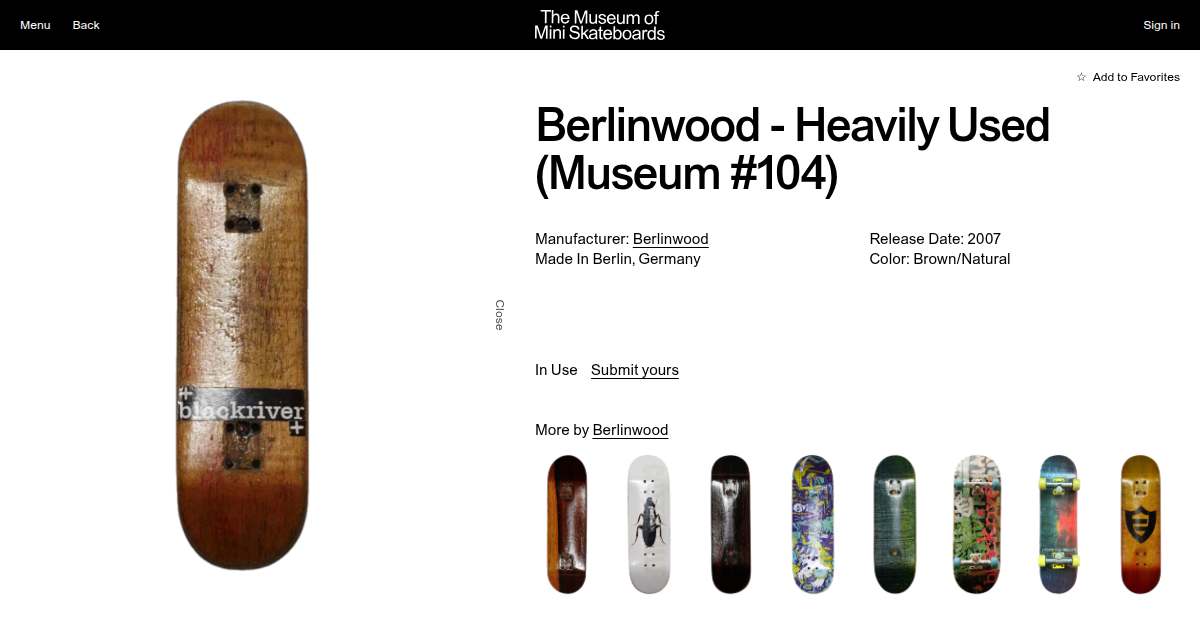 Menu
Back
The Museum of
Mini Skateboards
Sign in
☆ Add to Favorites
Berlinwood - Heavily Used
(Museum #104)
Manufacturer: Berlinwood
Made In Berlin, Germany
Release Date: 2007
Color: Brown/Natural
Close
blackriver
In Use
Submit yours
More by Berlinwood